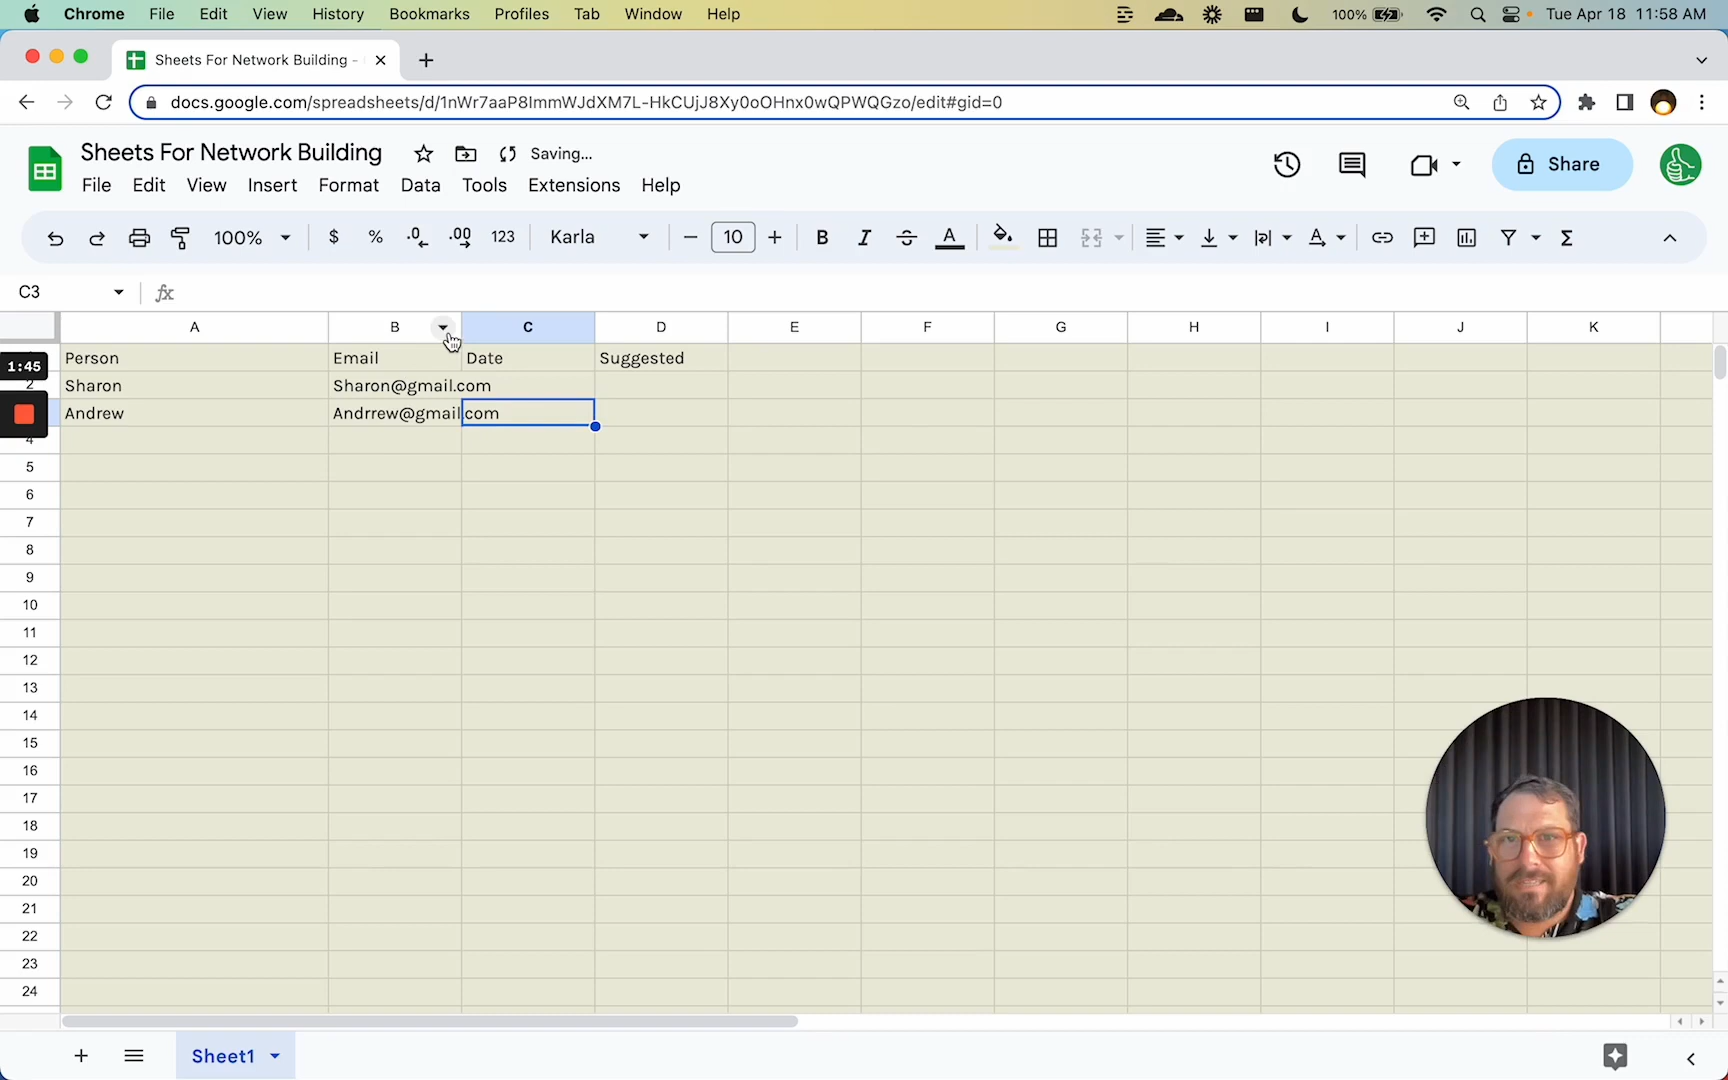 Chrome File Edit View History Bookmarks Profiles Tab Window Help 100% Tue Apr 18 11:58 AM
Sheets For Network Building -
docs.google.com/spreadsheets/d/1nWr7aaP8ImmWJdXM7L-HkCUjJ8Xy0oOHnx0wQPWQGzo/edit#gid=0
Sheets For Network Building Saving...
File Edit View Insert Format Data Tools Extensions Help
Share
100% $ % .0 .00 123 Karla 10 B I S A
C3 fx
A B C D E F G H I J K
Person Email Date Suggested
1:45
2 Sharon Sharon@gmail.com
Andrew Andrrew@gmail.com
4
5
6
7
8
9
10
11
12
13
14
15
16
17
18
19
20
21
22
23
24
Sheet1